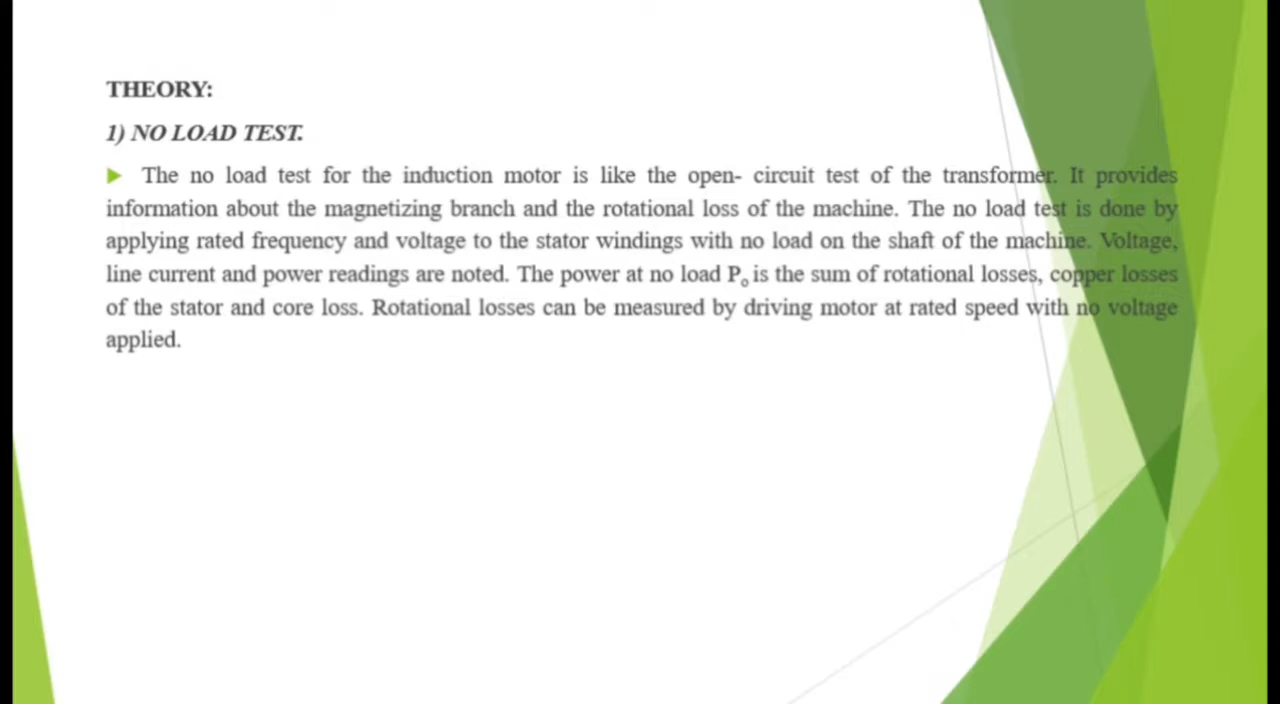 THEORY:
1) NO LOAD TEST.
The no load test for the induction motor is like the open- circuit test of the transformer. It provides
information about the magnetizing branch and the rotational loss of the machine. The no load test is done by
applying rated frequency and voltage to the stator windings with no load on the shaft of the machine. Voltage,
line current and power readings are noted. The power at no load Po is the sum of rotational losses, copper losses
of the stator and core loss. Rotational losses can be measured by driving motor at rated speed with no voltage
applied.